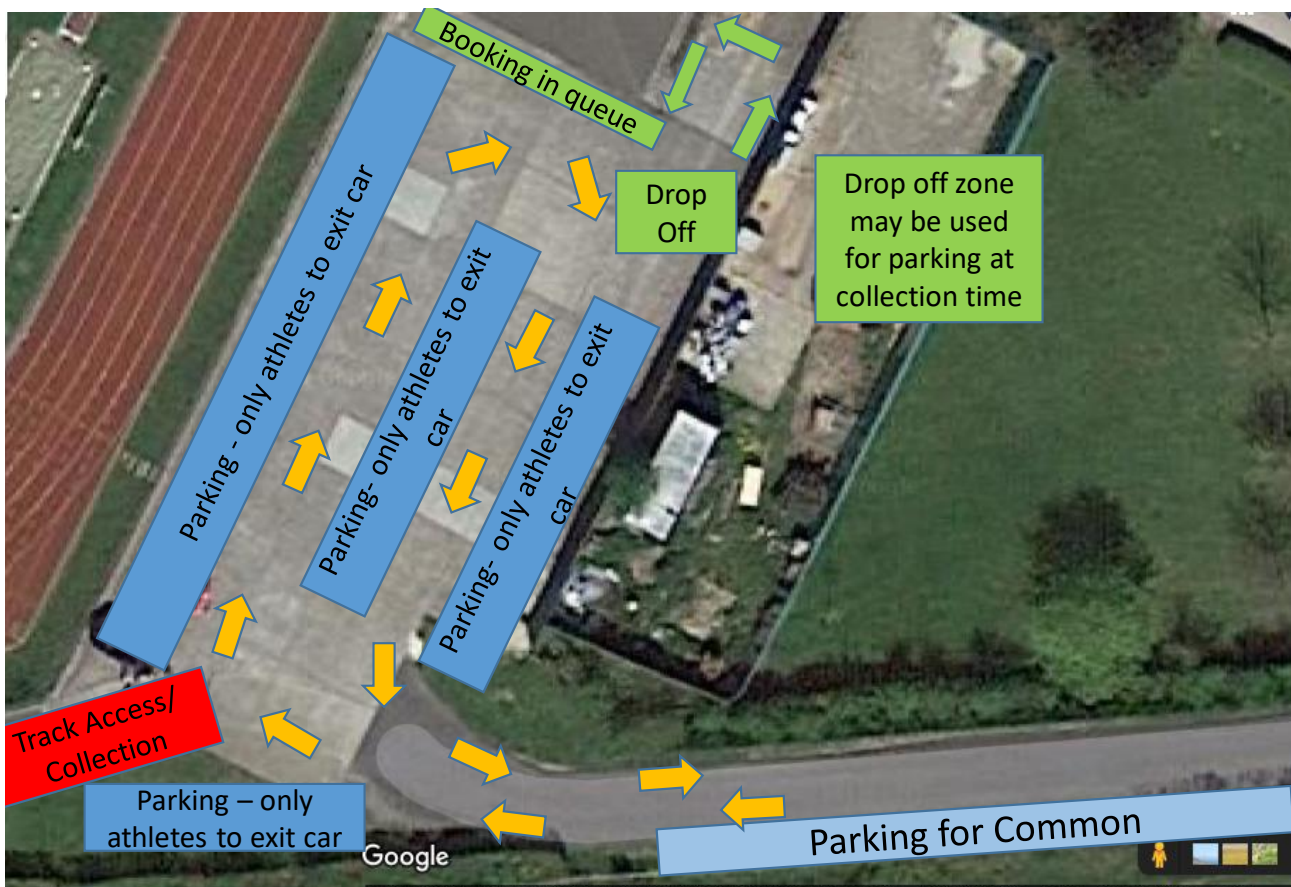 Booking in queue
Parking - only athletes to exit car
Parking- only athletes to exit
car
Parking- only athletes to exit
car
Drop
Off
Drop off zone
may be used
for parking at
collection time
Track Access/
Collection
Parking – only
athletes to exit car
Parking for Common
Google